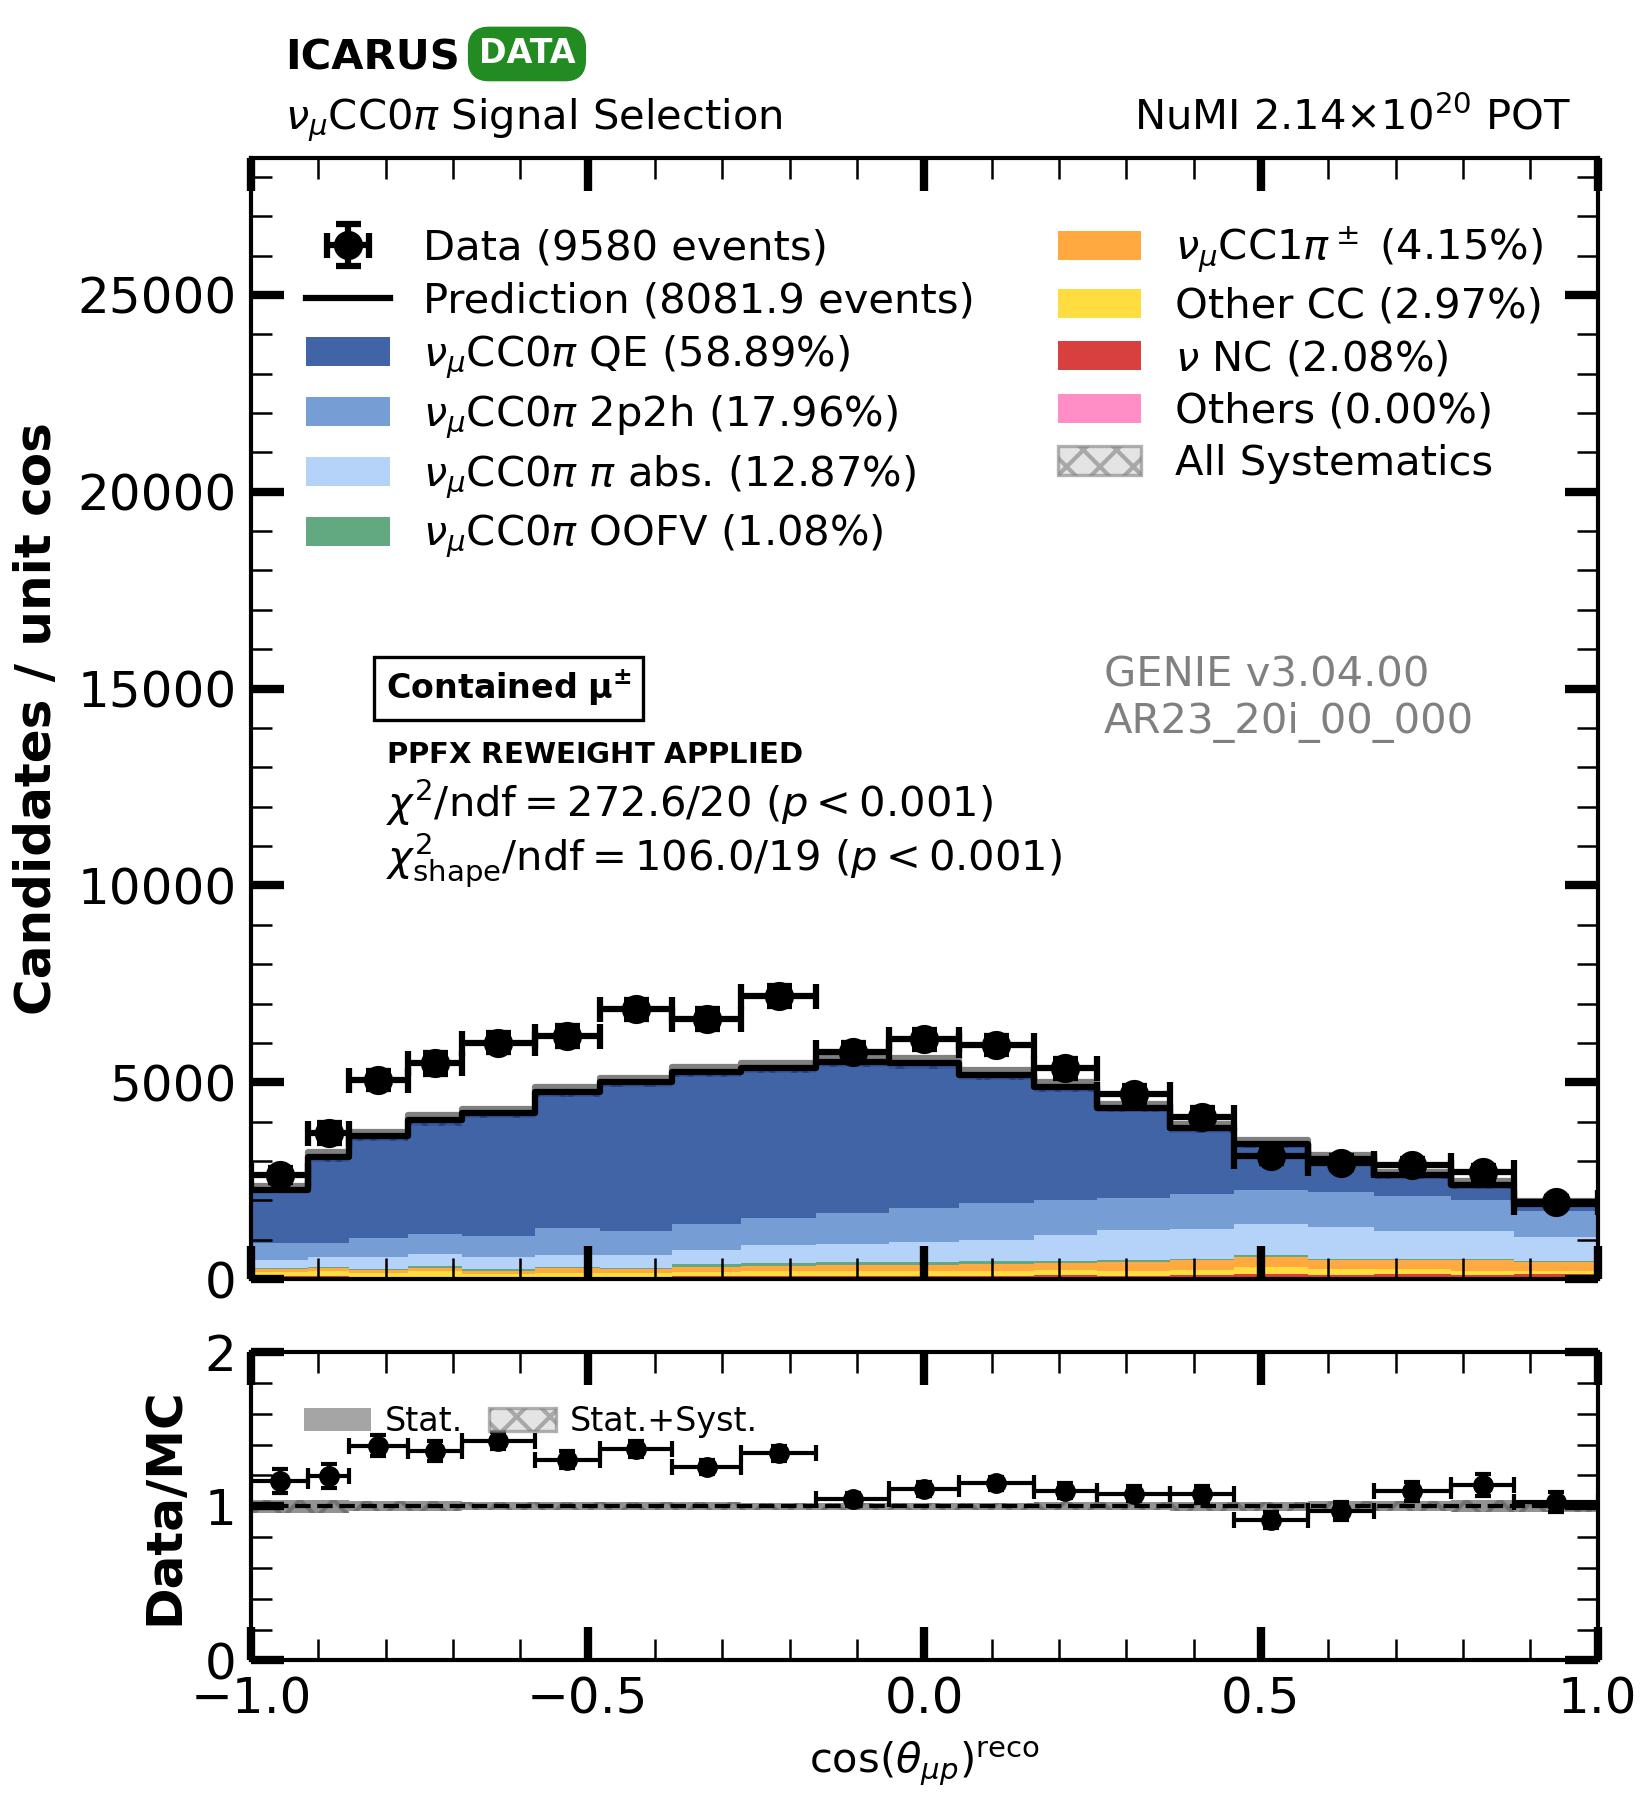 ICARUS DATA
νμCC0π Signal Selection
NuMI 2.14×10²⁰ POT
Data (9580 events)
Prediction (8081.9 events)
νμCC0π QE (58.89%)
νμCC0π 2p2h (17.96%)
νμCC0π π abs. (12.87%)
νμCC0π OOFV (1.08%)
νμCC1π± (4.15%)
Other CC (2.97%)
ν NC (2.08%)
Others (0.00%)
All Systematics
Contained μ±
PPFX REWEIGHT APPLIED
χ²/ndf = 272.6/20 (p < 0.001)
χ²shape/ndf = 106.0/19 (p < 0.001)
GENIE v3.04.00
AR23_20i_00_000
Candidates / unit cos
25000
20000
15000
10000
5000
0
Data/MC
2
1
0
Stat.
Stat.+Syst.
−1.0 −0.5 0.0 0.5 1.0
cos(θμp)reco